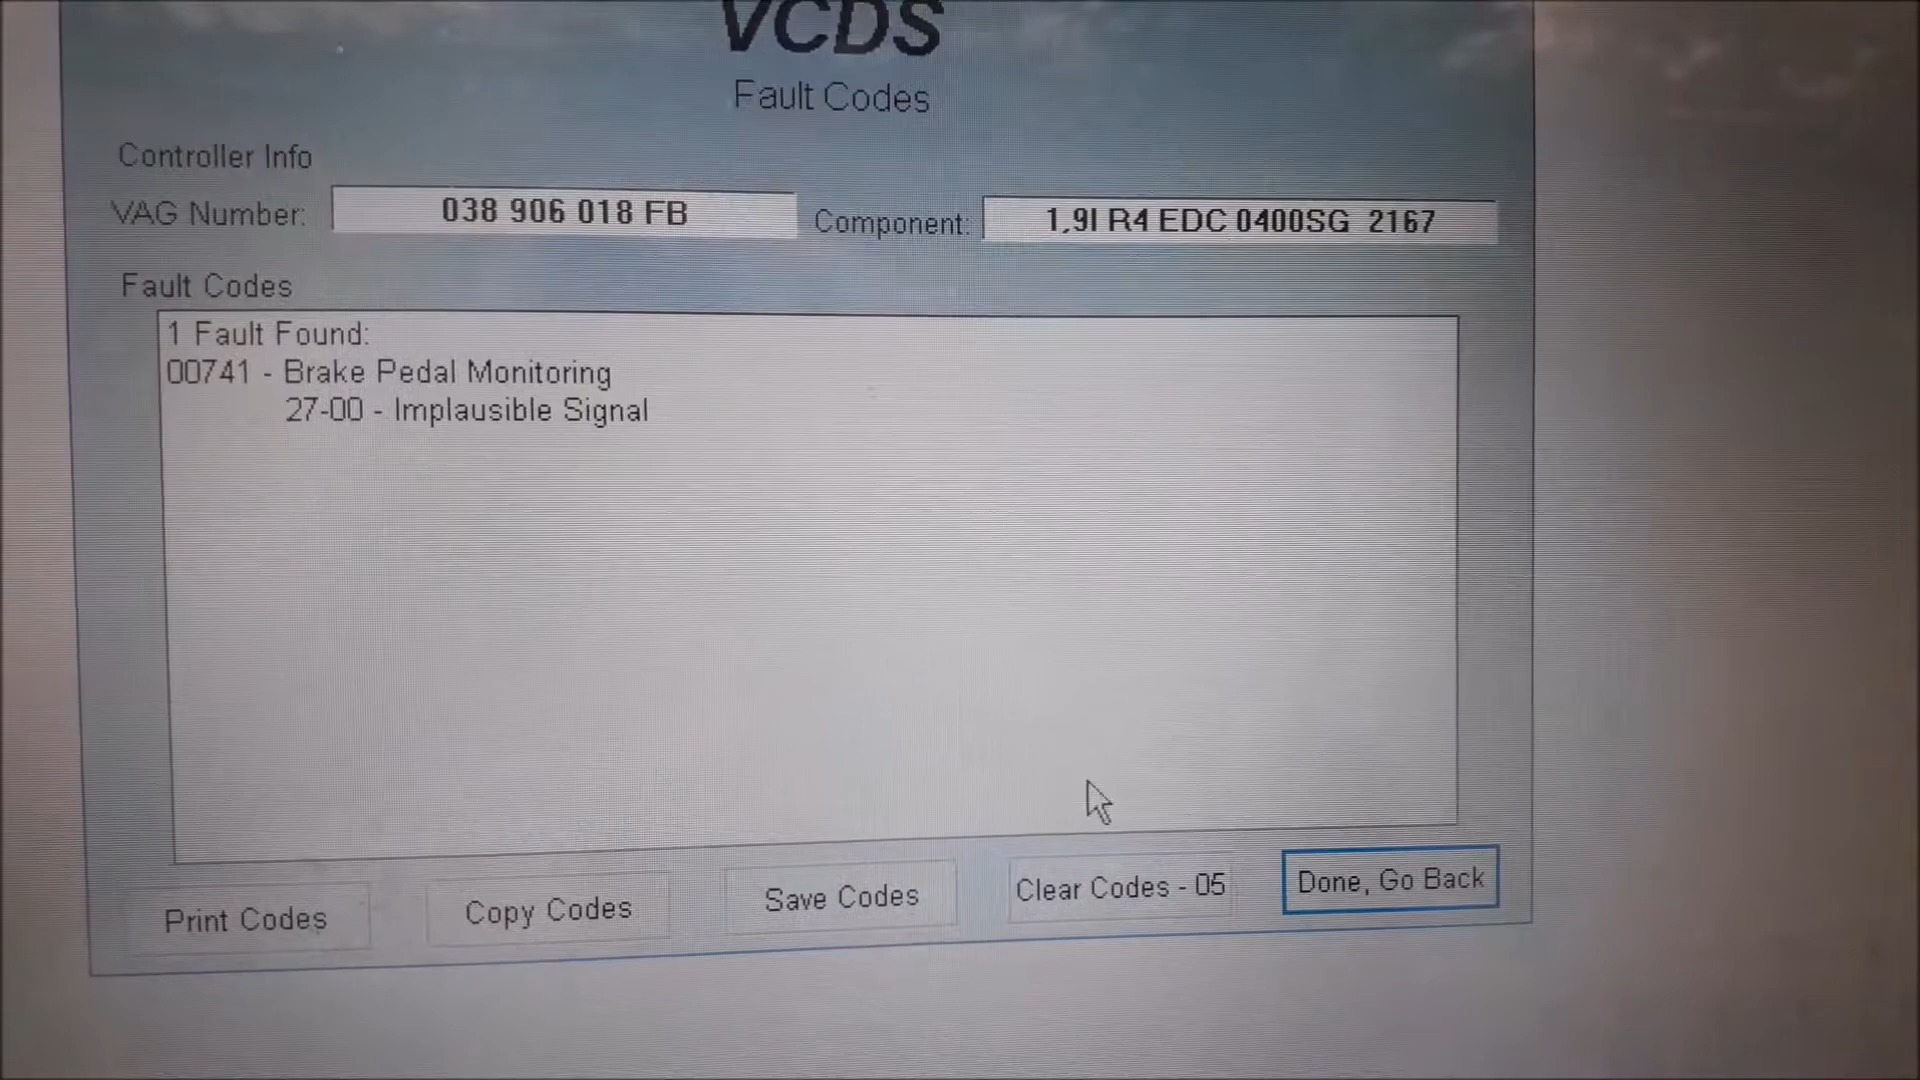 VCDS
Fault Codes
Controller Info
VAG Number: 038 906 018 FB Component: 1,9l R4 EDC 0400SG 2167
Fault Codes
1 Fault Found:
00741 - Brake Pedal Monitoring
27-00 - Implausible Signal
Print Codes Copy Codes Save Codes Clear Codes - 05 Done, Go Back